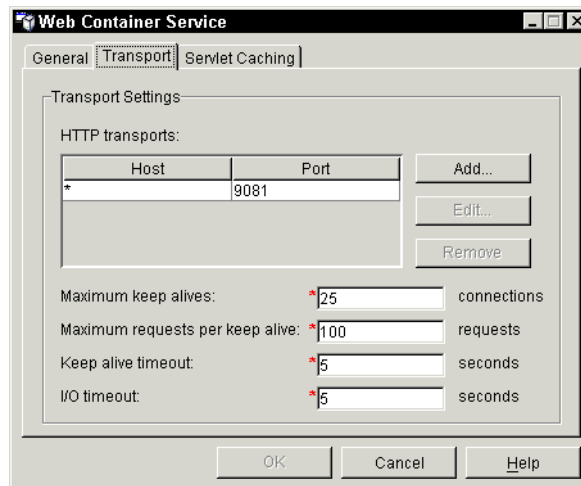 Web Container Service
General Transport Servlet Caching
Transport Settings
HTTP transports:
Host Port
* 9081
Add...
Edit...
Remove
Maximum keep alives: *25 connections
Maximum requests per keep alive: *100 requests
Keep alive timeout: *5 seconds
I/O timeout: *5 seconds
OK Cancel Help